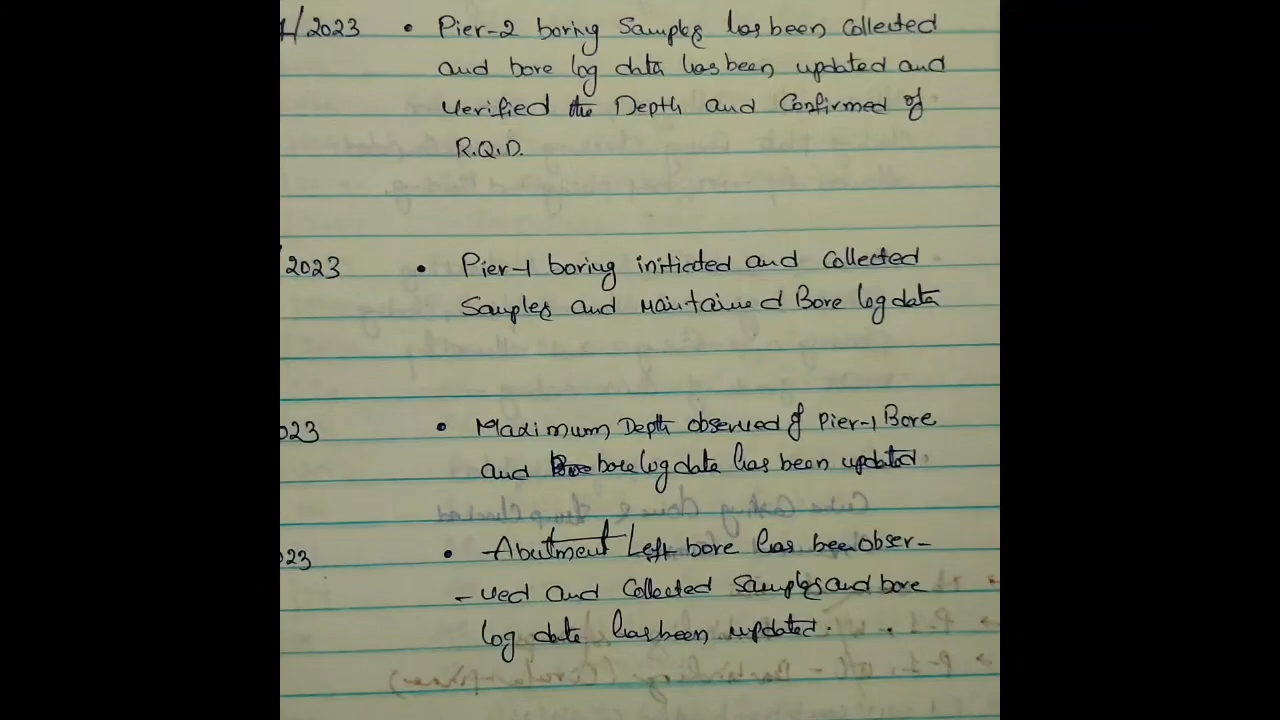 1/2023 • Pier-2 boring Samples has been Collected
and bore log data has been updated and
Verified the Depth and Confirmed of
R.Q.D.
/2023 • Pier-1 boring initiated and Collected
Samples and Maintained Bore log data
023 • Maximum Depth observed of Pier-1 Bore
and bore log data has been updated.
023 • Abutment Left bore has been obser-
-ved and Collected Samples and bore
log date has been updated.